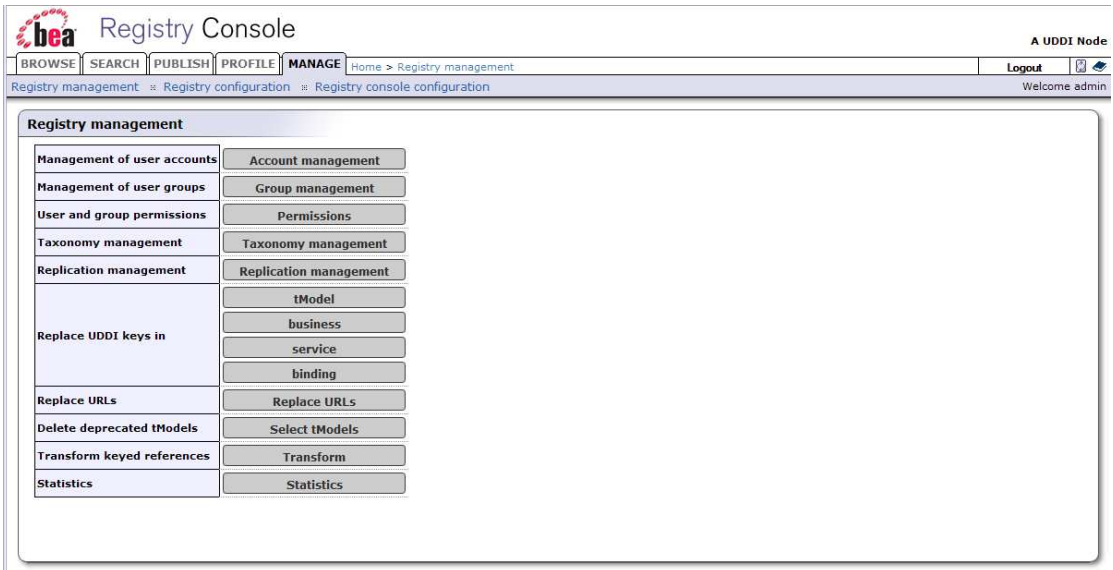 bea Registry Console
A UDDI Node
BROWSE SEARCH PUBLISH PROFILE MANAGE Home > Registry management Logout
Registry management Registry configuration Registry console configuration Welcome admin
Registry management
Management of user accounts Account management
Management of user groups Group management
User and group permissions Permissions
Taxonomy management Taxonomy management
Replication management Replication management
Replace UDDI keys in
tModel
business
service
binding
Replace URLs Replace URLs
Delete deprecated tModels Select tModels
Transform keyed references Transform
Statistics Statistics